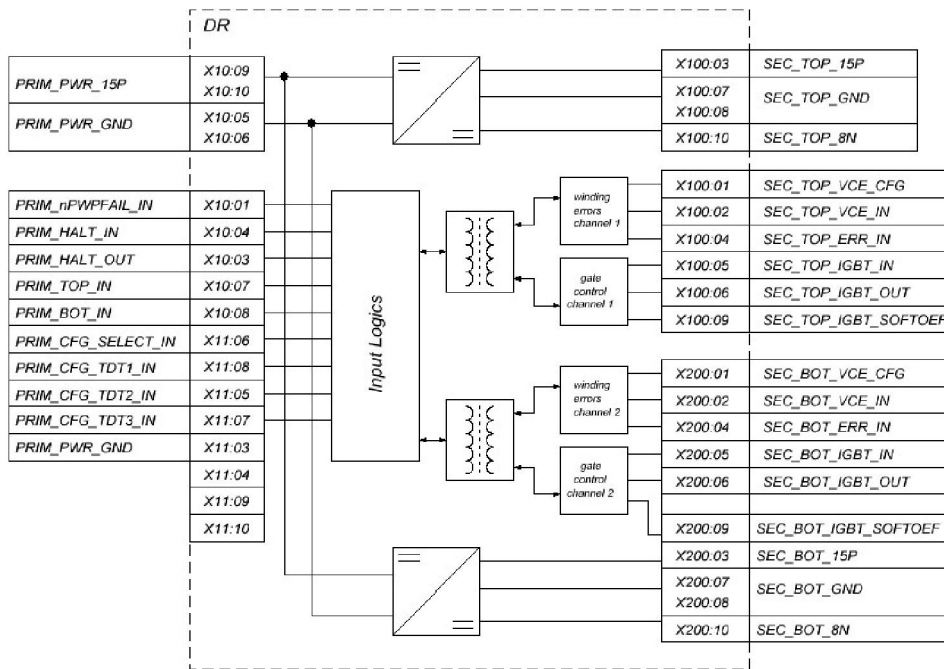 DR
PRIM_PWR_15P
X10:09
X10:10
PRIM_PWR_GND
X10:05
X10:06
X100:03 SEC_TOP_15P
X100:07
X100:08
SEC_TOP_GND
X100:10 SEC_TOP_8N
PRIM_nPWPFAIL_IN X10:01
PRIM_HALT_IN X10:04
PRIM_HALT_OUT X10:03
PRIM_TOP_IN X10:07
PRIM_BOT_IN X10:08
PRIM_CFG_SELECT_IN X11:06
PRIM_CFG_TDT1_IN X11:08
PRIM_CFG_TDT2_IN X11:05
PRIM_CFG_TDT3_IN X11:07
PRIM_PWR_GND X11:03
X11:04
X11:09
X11:10
Input Logics
winding
errors
channel 1
gate
control
channel 1
X100:01 SEC_TOP_VCE_CFG
X100:02 SEC_TOP_VCE_IN
X100:04 SEC_TOP_ERR_IN
X100:05 SEC_TOP_IGBT_IN
X100:06 SEC_TOP_IGBT_OUT
X100:09 SEC_TOP_IGBT_SOFTOEF
winding
errors
channel 2
gate
control
channel 2
X200:01 SEC_BOT_VCE_CFG
X200:02 SEC_BOT_VCE_IN
X200:04 SEC_BOT_ERR_IN
X200:05 SEC_BOT_IGBT_IN
X200:06 SEC_BOT_IGBT_OUT
X200:09 SEC_BOT_IGBT_SOFTOEF
X200:03 SEC_BOT_15P
X200:07
X200:08
SEC_BOT_GND
X200:10 SEC_BOT_8N